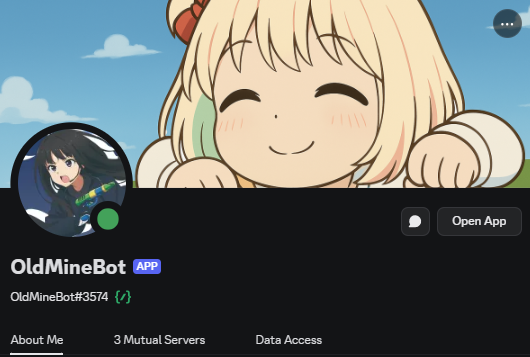 Open App
OldMineBot APP
OldMineBot#3574 {/}
About Me 3 Mutual Servers Data Access